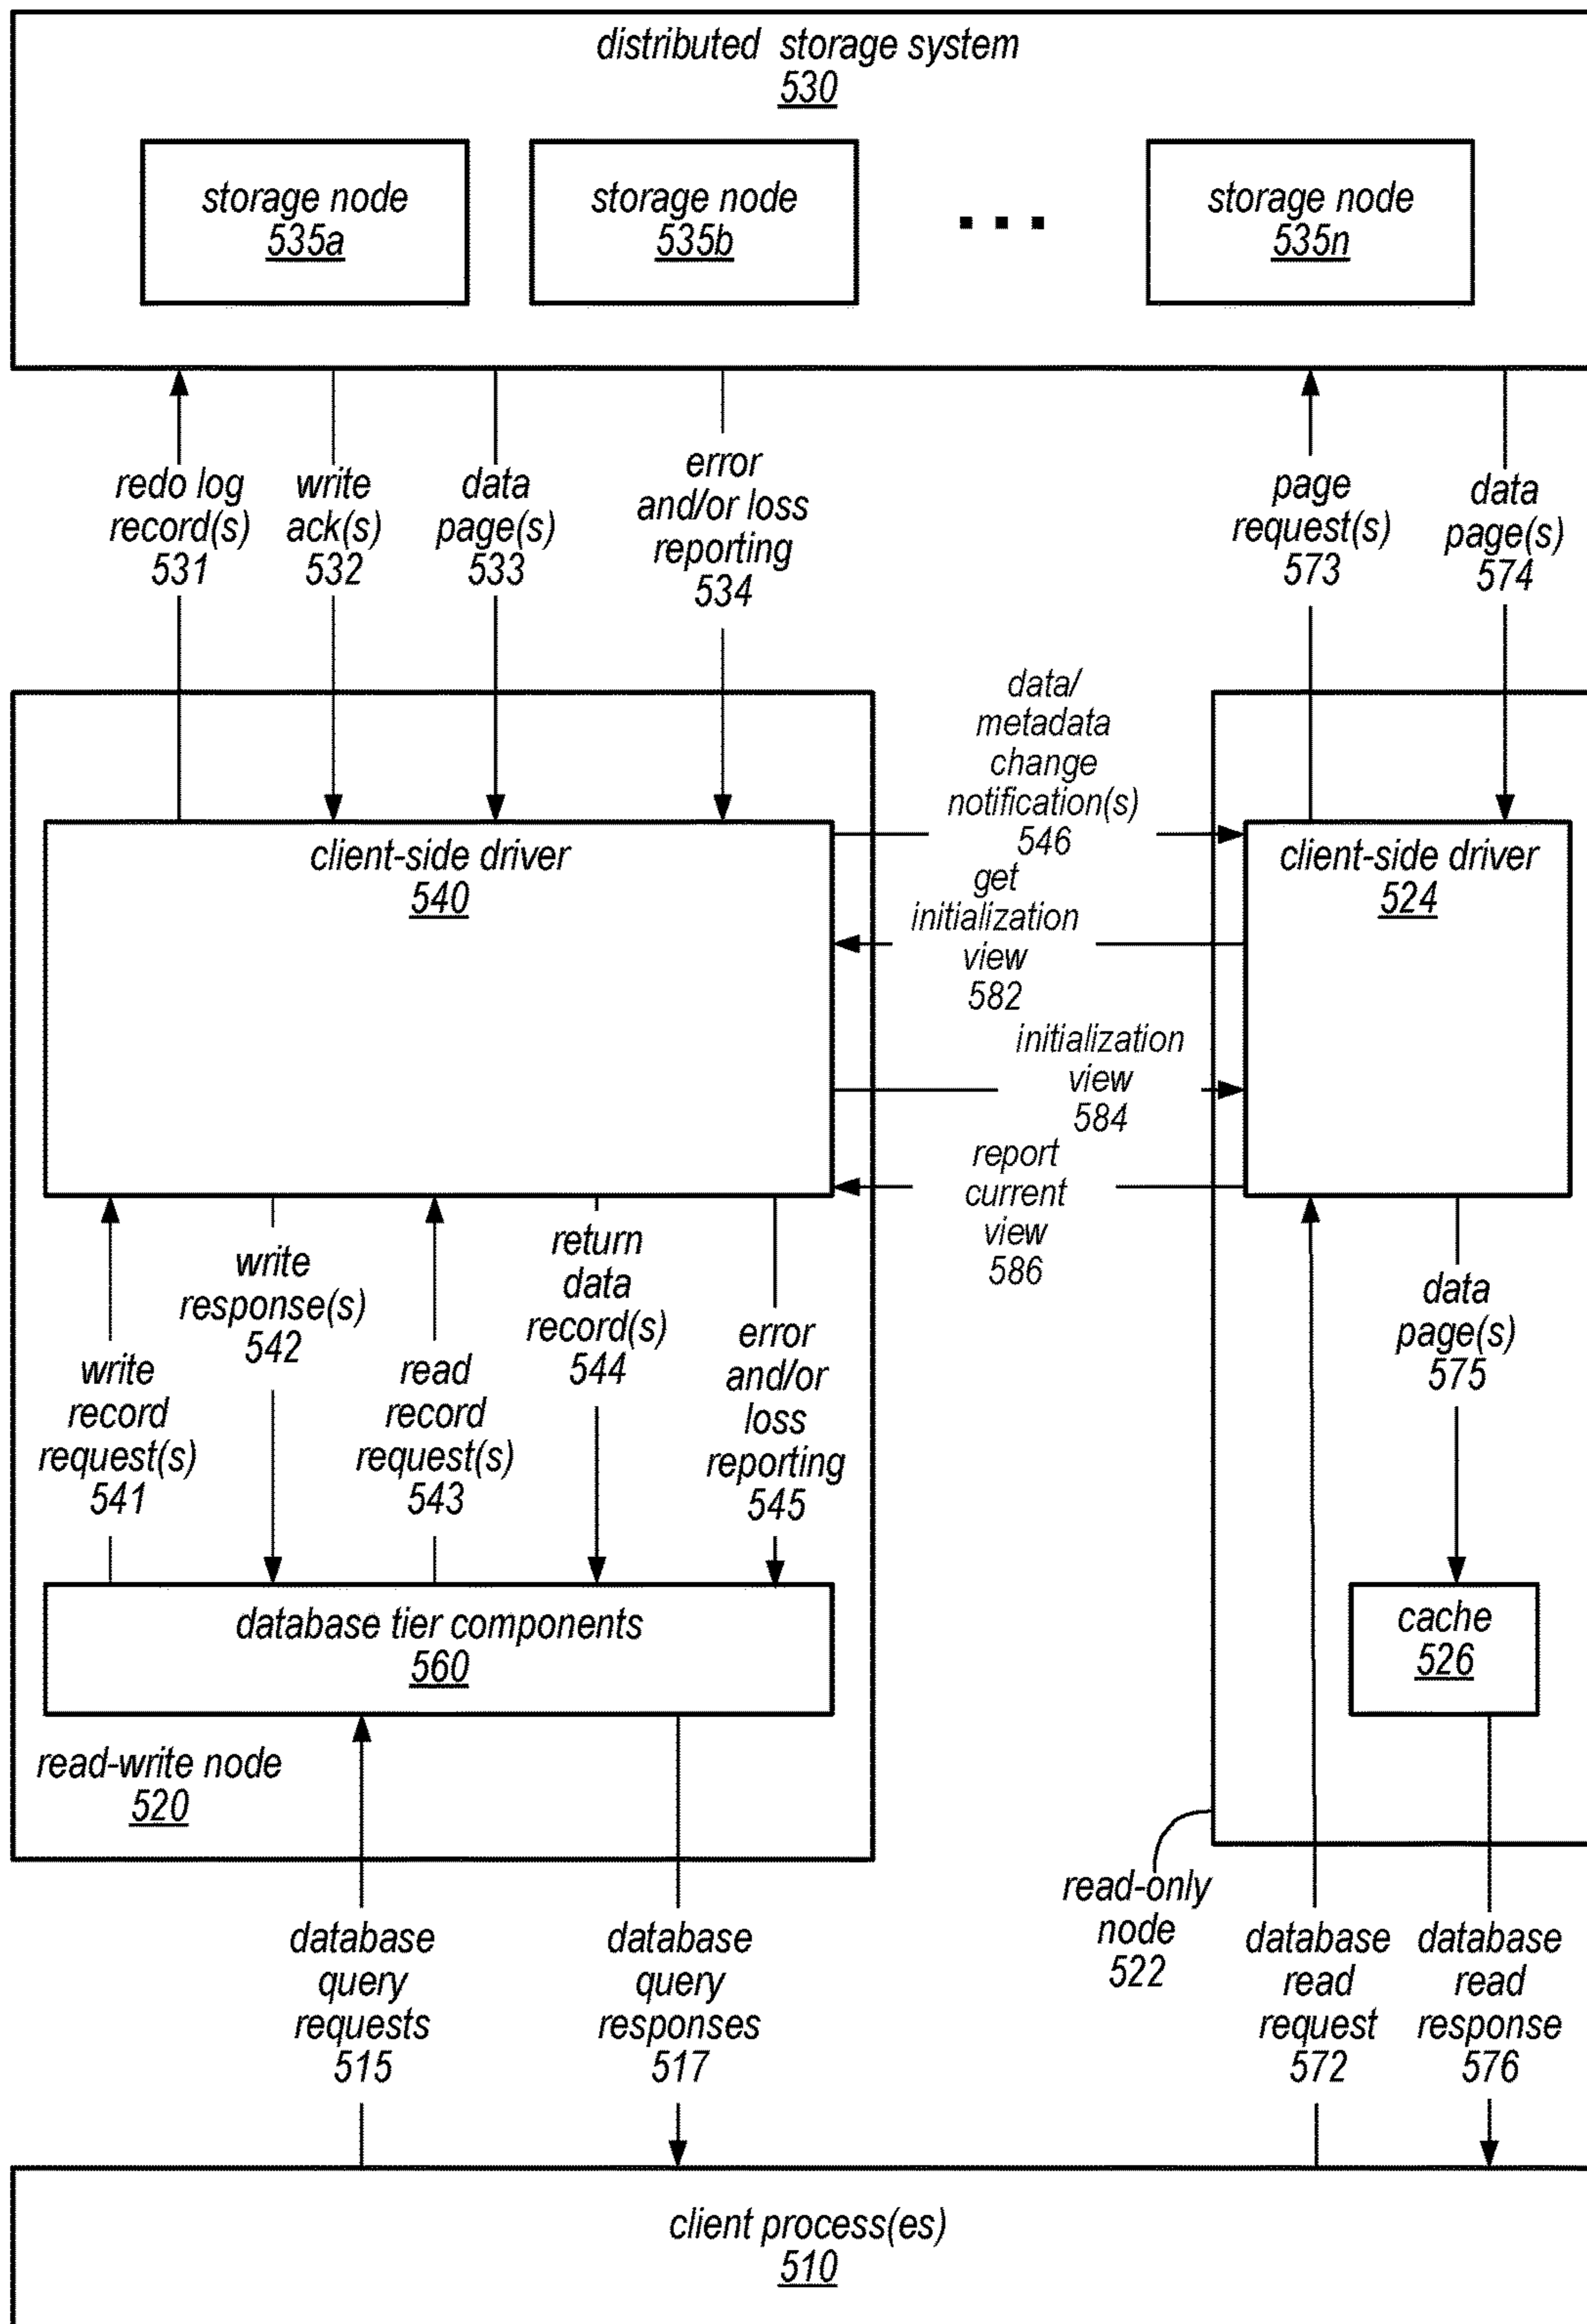 distributed storage system
530
storage node
535a
storage node
535b
storage node
535n
redo log
record(s)
531
write
ack(s)
532
data
page(s)
533
error
and/or loss
reporting
534
page
request(s)
573
data
page(s)
574
data/
metadata
change
notification(s)
546
client-side driver
540
client-side driver
524
get
initialization
view
582
initialization
view
584
report
current
view
586
write
record
request(s)
541
write
response(s)
542
read
record
request(s)
543
return
data
record(s)
544
error
and/or
loss
reporting
545
data
page(s)
575
database tier components
560
cache
526
read-write node
520
read-only
node
522
database
query
requests
515
database
query
responses
517
database
read
request
572
database
read
response
576
client process(es)
510